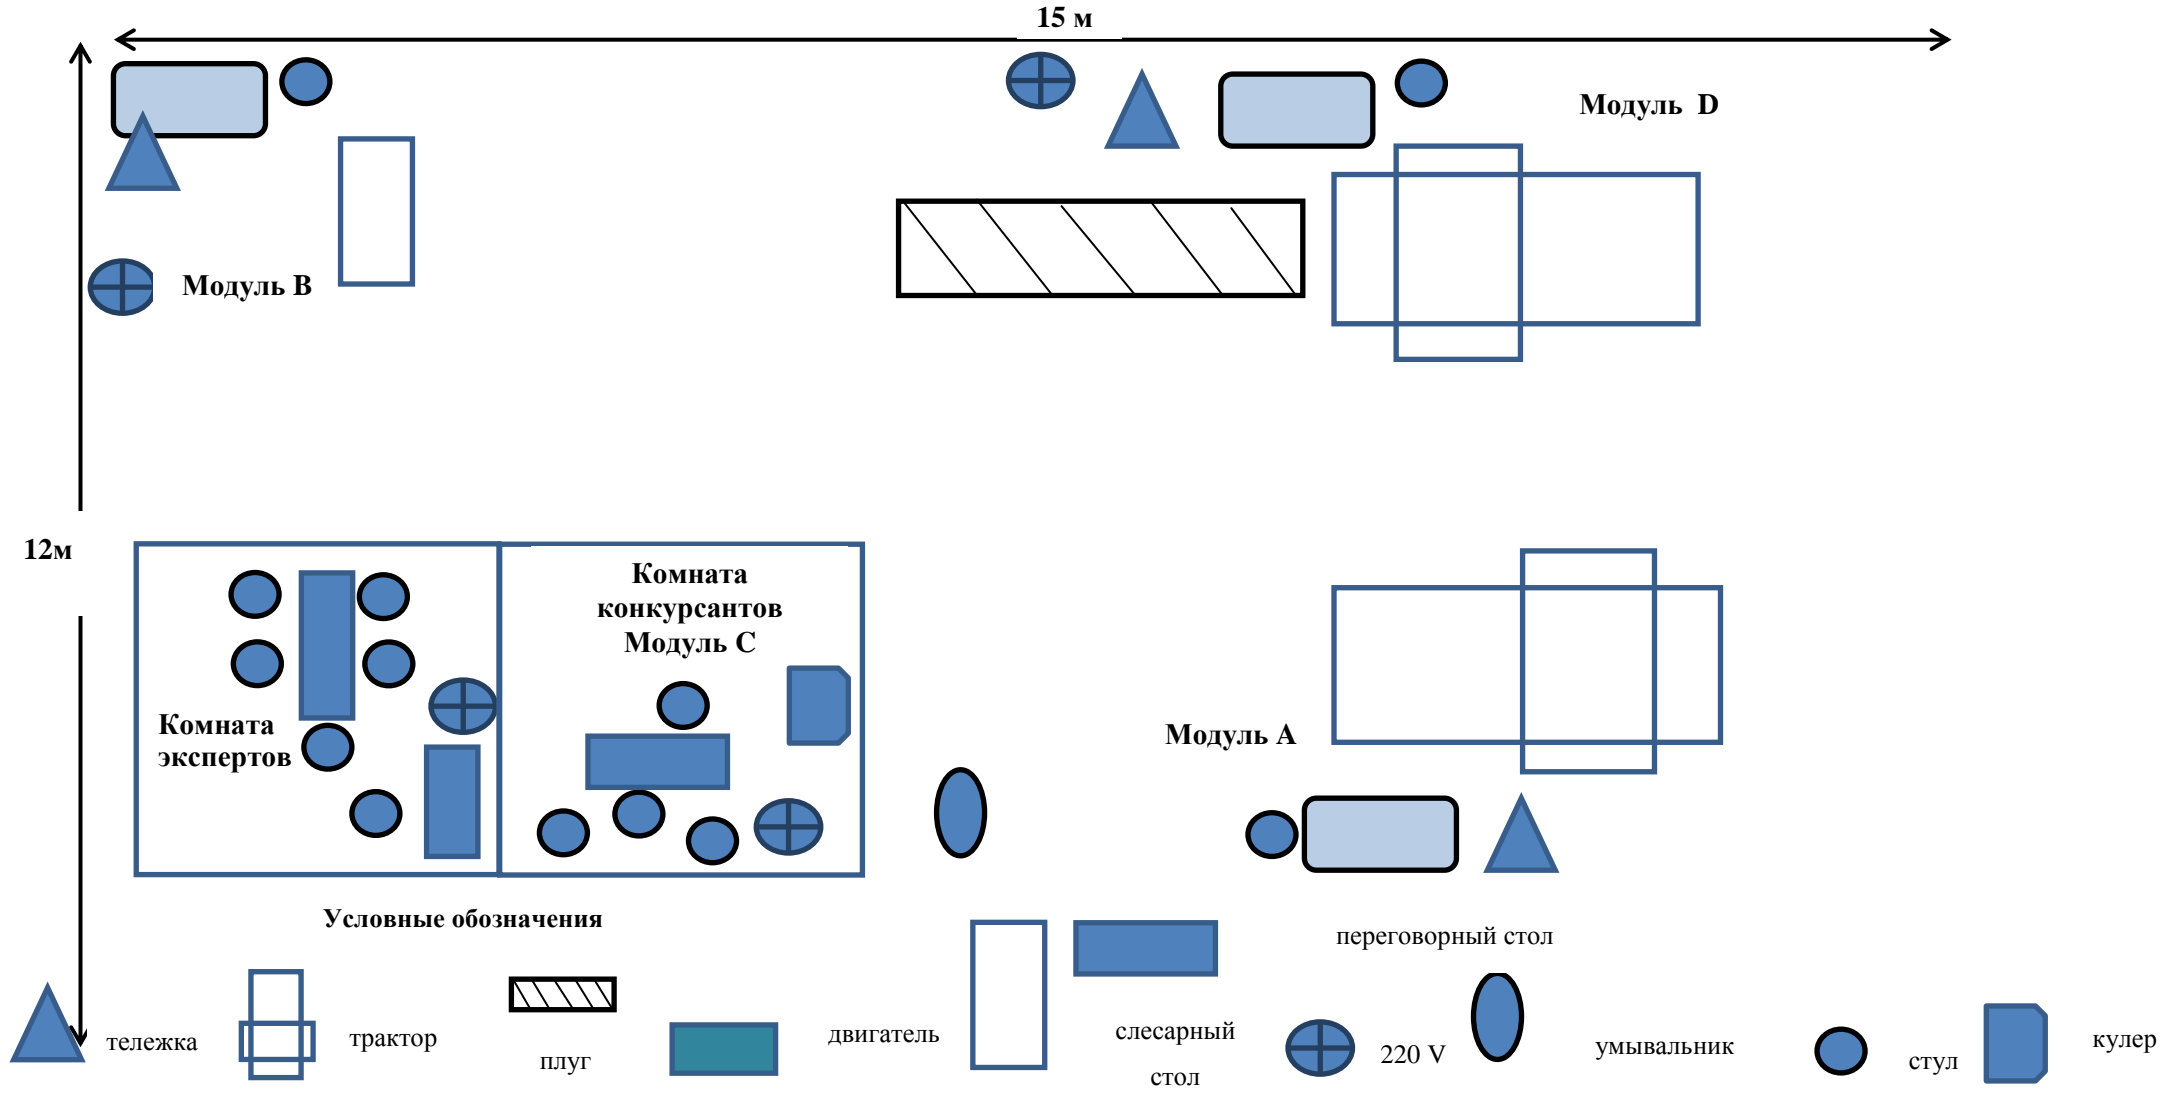 15 м
Модуль  D
Модуль В
12м
Комната
конкурсантов
Модуль С
Комната
экспертов
Модуль А
Условные обозначения
переговорный стол
тележка
трактор
плуг
двигатель
слесарный
стол
220 V
умывальник
стул
кулер